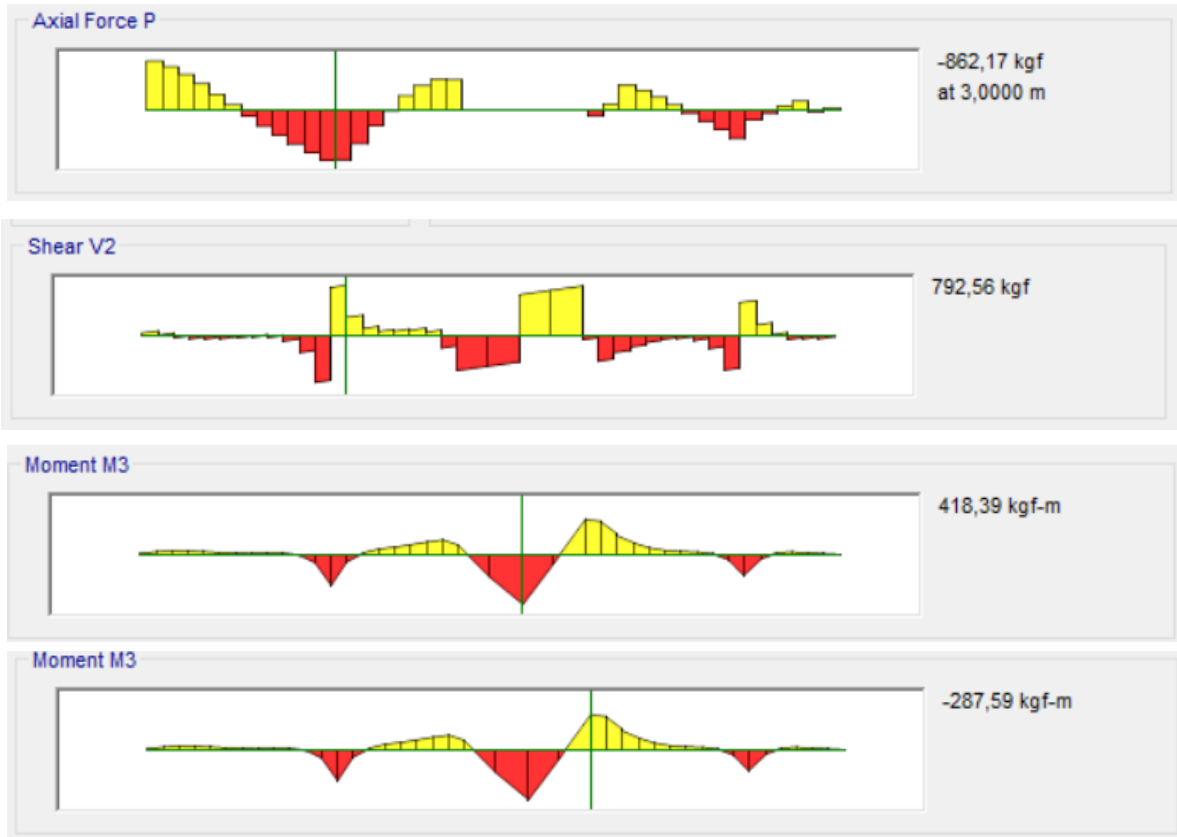 Axial Force P
-862,17 kgf
at 3,0000 m
Shear V2
792,56 kgf
Moment M3
418,39 kgf-m
Moment M3
-287,59 kgf-m